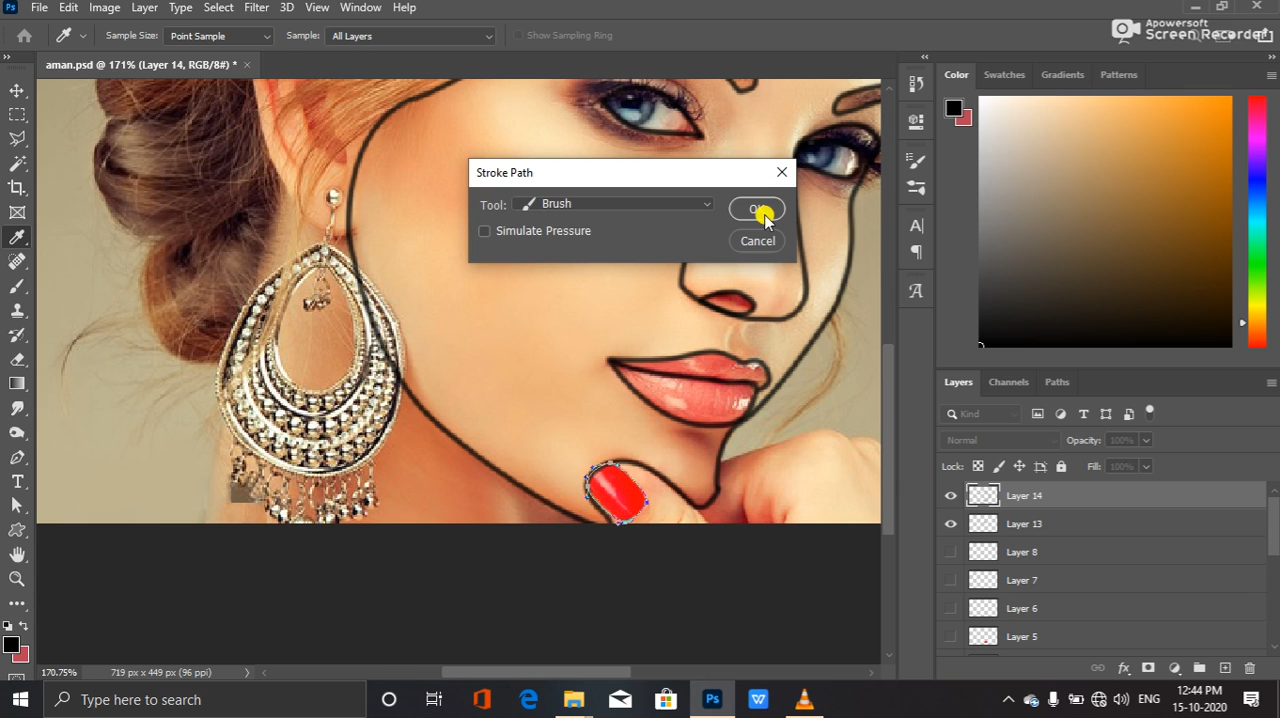 Ps File Edit Image Layer Type Select Filter 3D View Window Help
Apowersoft
Screen Recorder
Sample Size: Point Sample Sample: All Layers Show Sampling Ring
aman.psd @ 171% (Layer 14, RGB/8#) * ×
Color Swatches Gradients Patterns
Stroke Path
Tool: Brush
Simulate Pressure
Cancel
Layers Channels Paths
Kind
Normal Opacity: 100%
Lock: Fill: 100%
Layer 14
Layer 13
Layer 8
Layer 7
Layer 6
Layer 5
170.75% 719 px x 449 px (96 ppi)
Type here to search
ENG
12:44 PM
15-10-2020